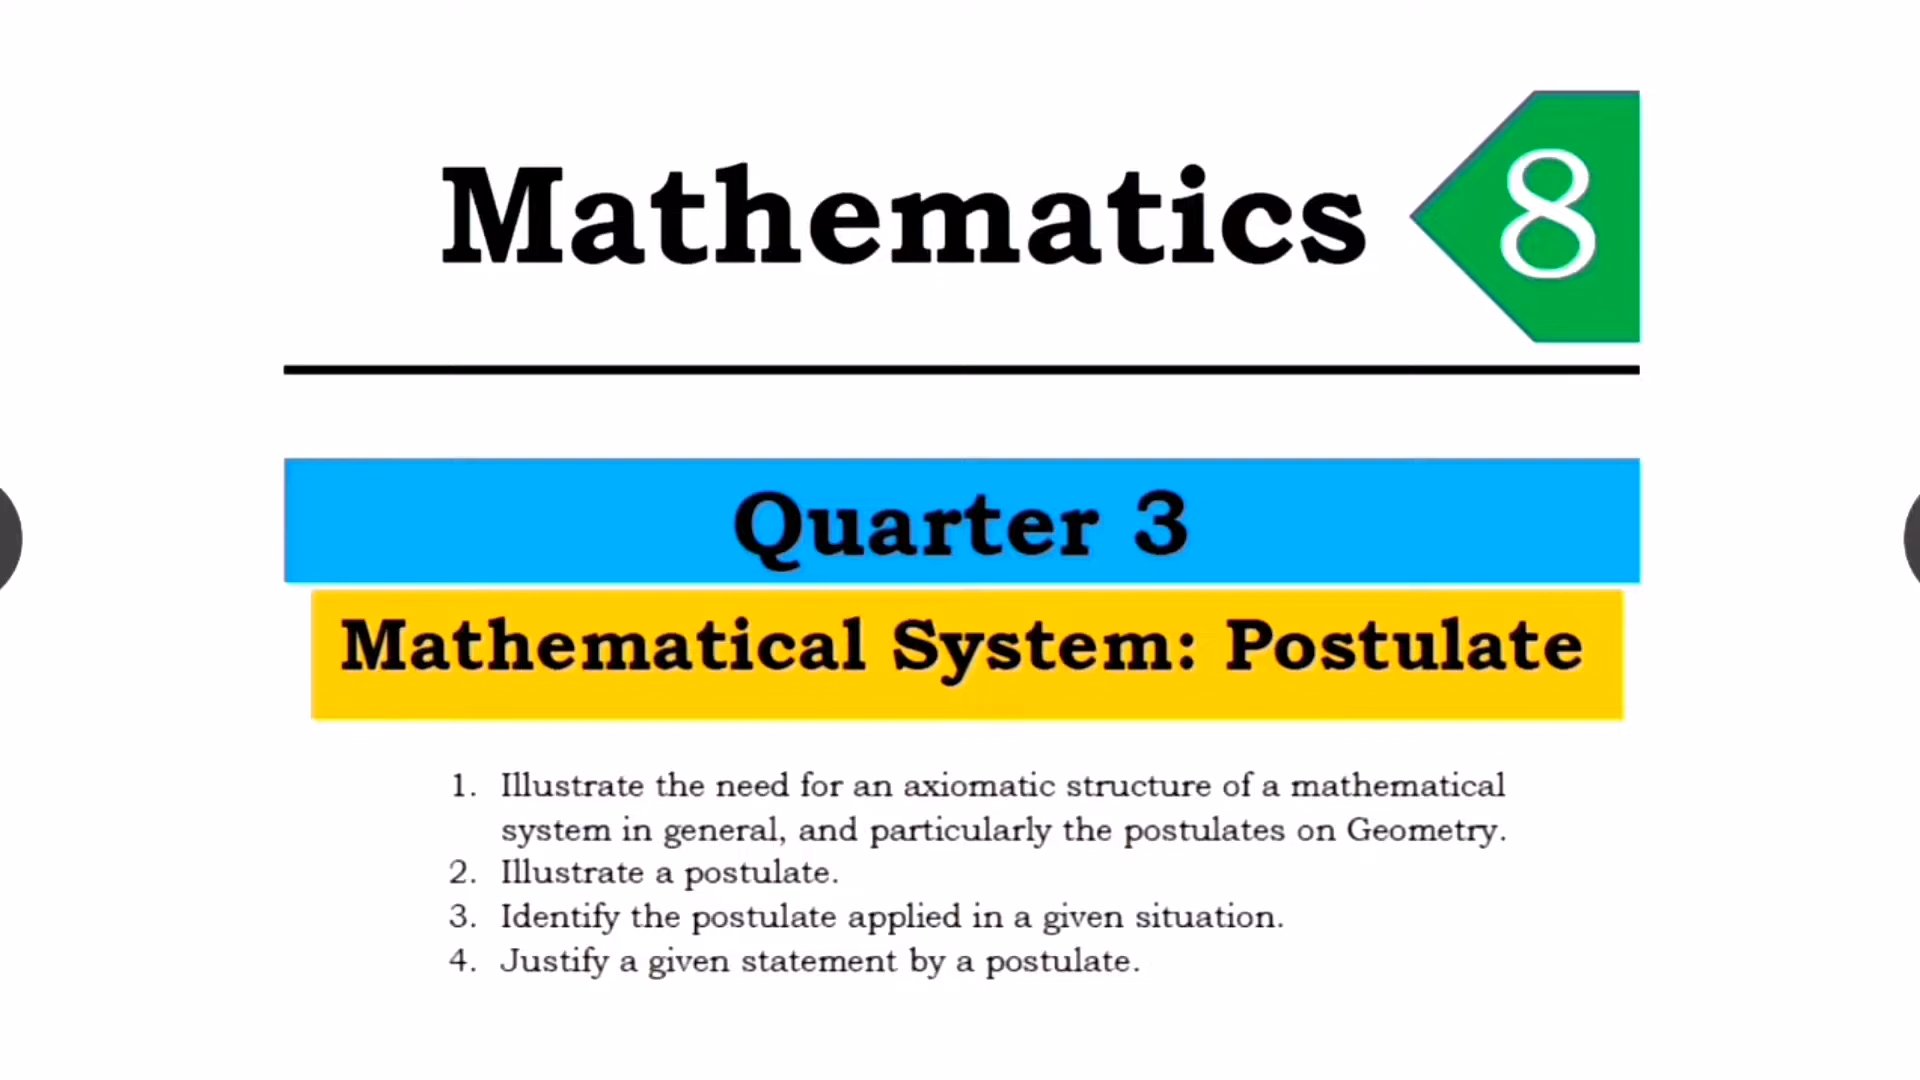 Mathematics 8
Quarter 3
Mathematical System: Postulate
1. Illustrate the need for an axiomatic structure of a mathematical
system in general, and particularly the postulates on Geometry.
2. Illustrate a postulate.
3. Identify the postulate applied in a given situation.
4. Justify a given statement by a postulate.